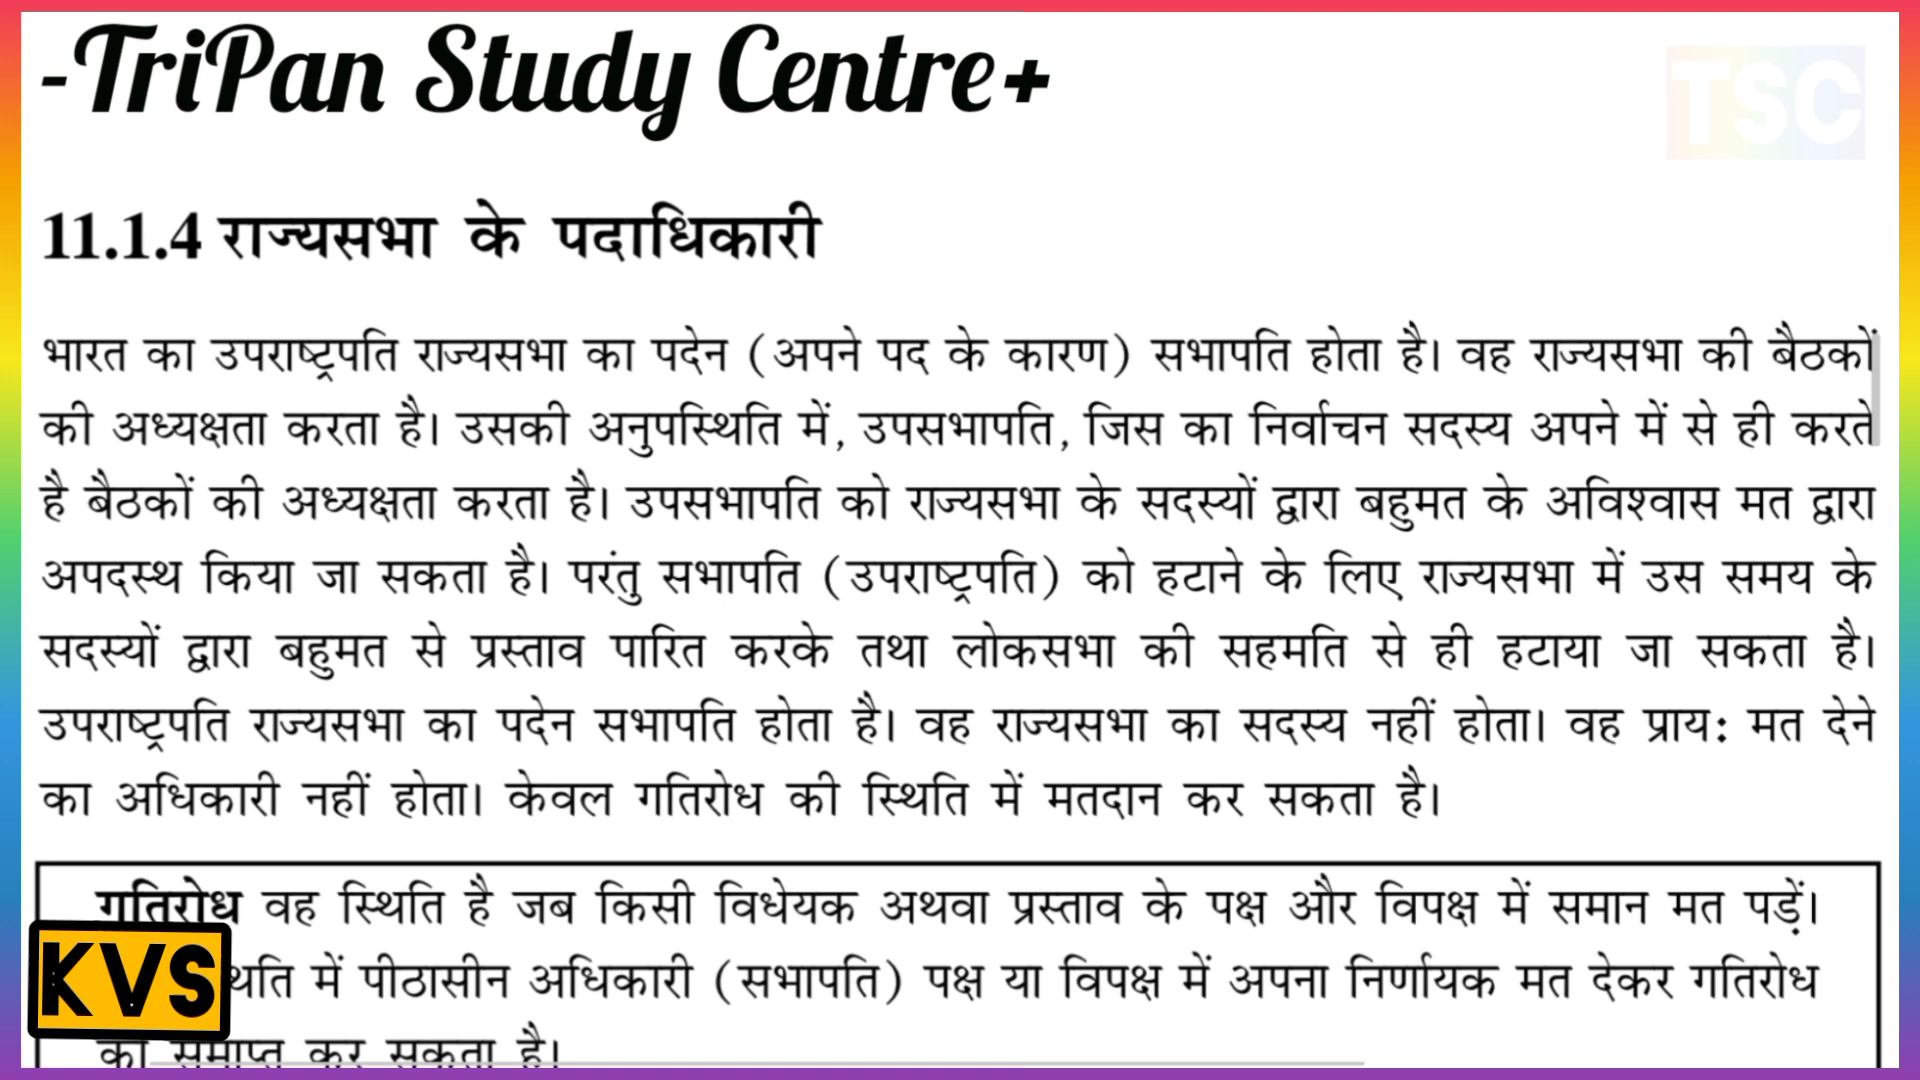 -TriPan Study Centre+
TSC
11.1.4 राज्यसभा के पदाधिकारी
भारत का उपराष्ट्रपति राज्यसभा का पदेन (अपने पद के कारण) सभापति होता है। वह राज्यसभा की बैठकों
की अध्यक्षता करता है। उसकी अनुपस्थिति में, उपसभापति, जिस का निर्वाचन सदस्य अपने में से ही करते
है बैठकों की अध्यक्षता करता है। उपसभापति को राज्यसभा के सदस्यों द्वारा बहुमत के अविश्वास मत द्वारा
अपदस्थ किया जा सकता है। परंतु सभापति (उपराष्ट्रपति) को हटाने के लिए राज्यसभा में उस समय के
सदस्यों द्वारा बहुमत से प्रस्ताव पारित करके तथा लोकसभा की सहमति से ही हटाया जा सकता है।
उपराष्ट्रपति राज्यसभा का पदेन सभापति होता है। वह राज्यसभा का सदस्य नहीं होता। वह प्राय: मत देने
का अधिकारी नहीं होता। केवल गतिरोध की स्थिति में मतदान कर सकता है।
गतिरोध वह स्थिति है जब किसी विधेयक अथवा प्रस्ताव के पक्ष और विपक्ष में समान मत पड़ें।
में पीठासीन अधिकारी (सभापति) पक्ष या विपक्ष में अपना निर्णायक मत देकर गतिरोध
को समाप्त कर सकता है।
KVS